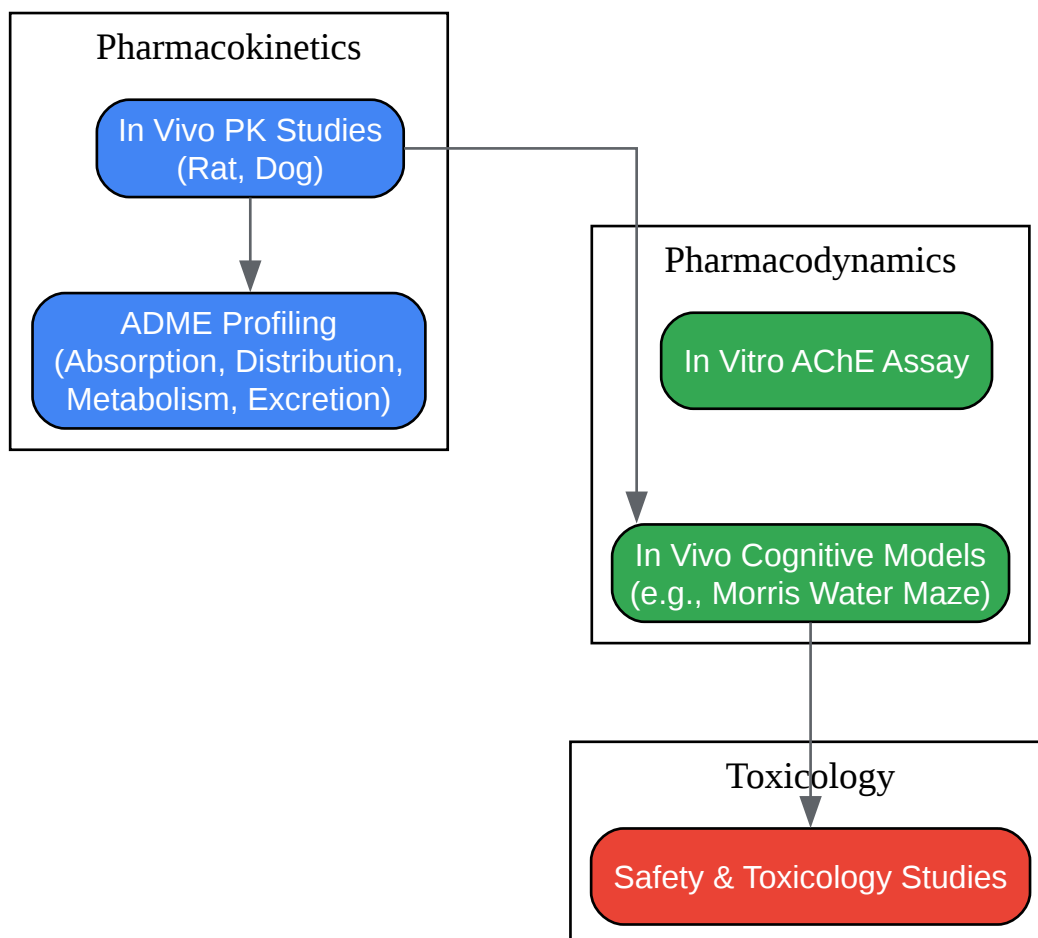 Pharmacokinetics
In Vivo PK Studies
(Rat, Dog)
ADME Profiling
(Absorption, Distribution,
Metabolism, Excretion)
Pharmacodynamics
In Vitro AChE Assay
In Vivo Cognitive Models
(e.g., Morris Water Maze)
Toxicology
Safety & Toxicology Studies